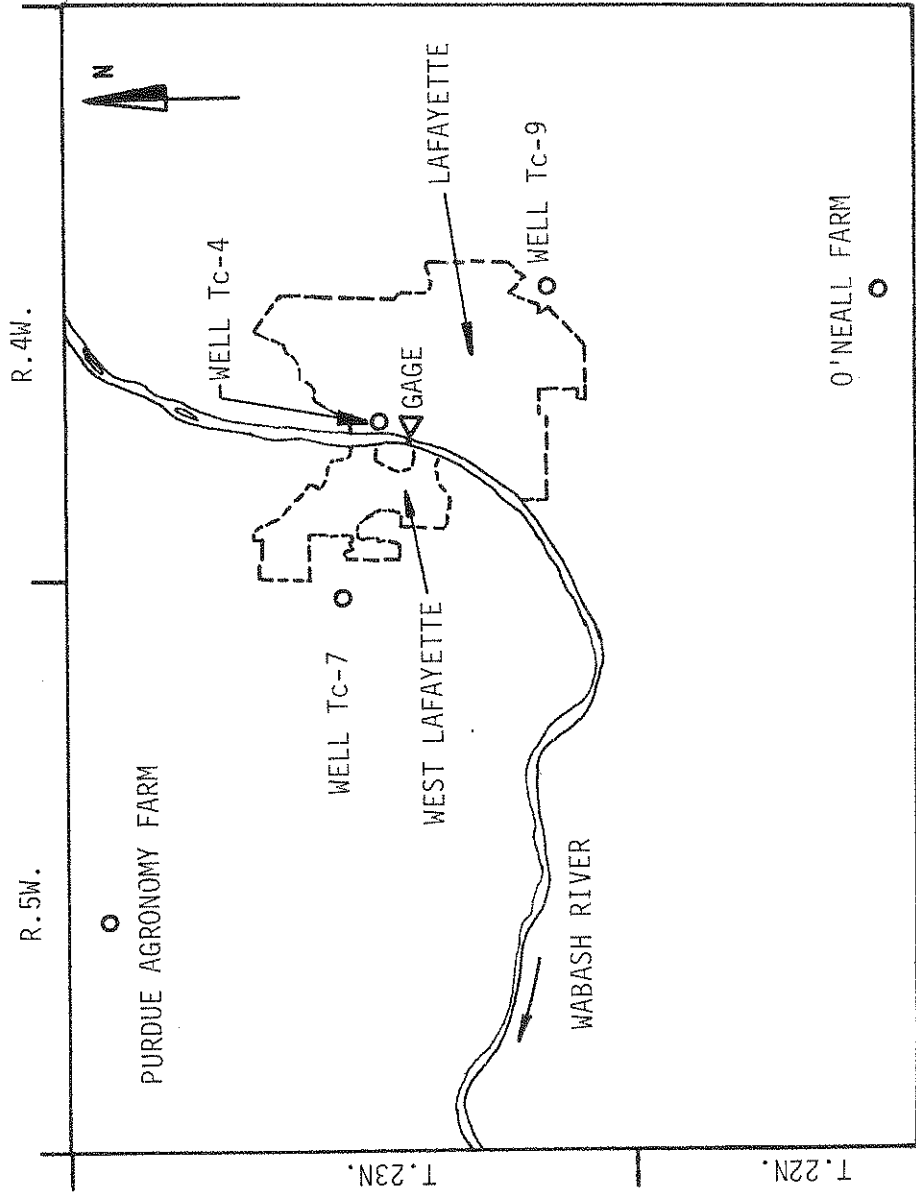 R.5W.
R.4W.
N
PURDUE AGRONOMY FARM
WELL Tc-4
WELL Tc-7
GAGE
LAFAYETTE
WEST LAFAYETTE
WELL Tc-9
WABASH RIVER
O'NEALL FARM
T.23N.
T.22N.